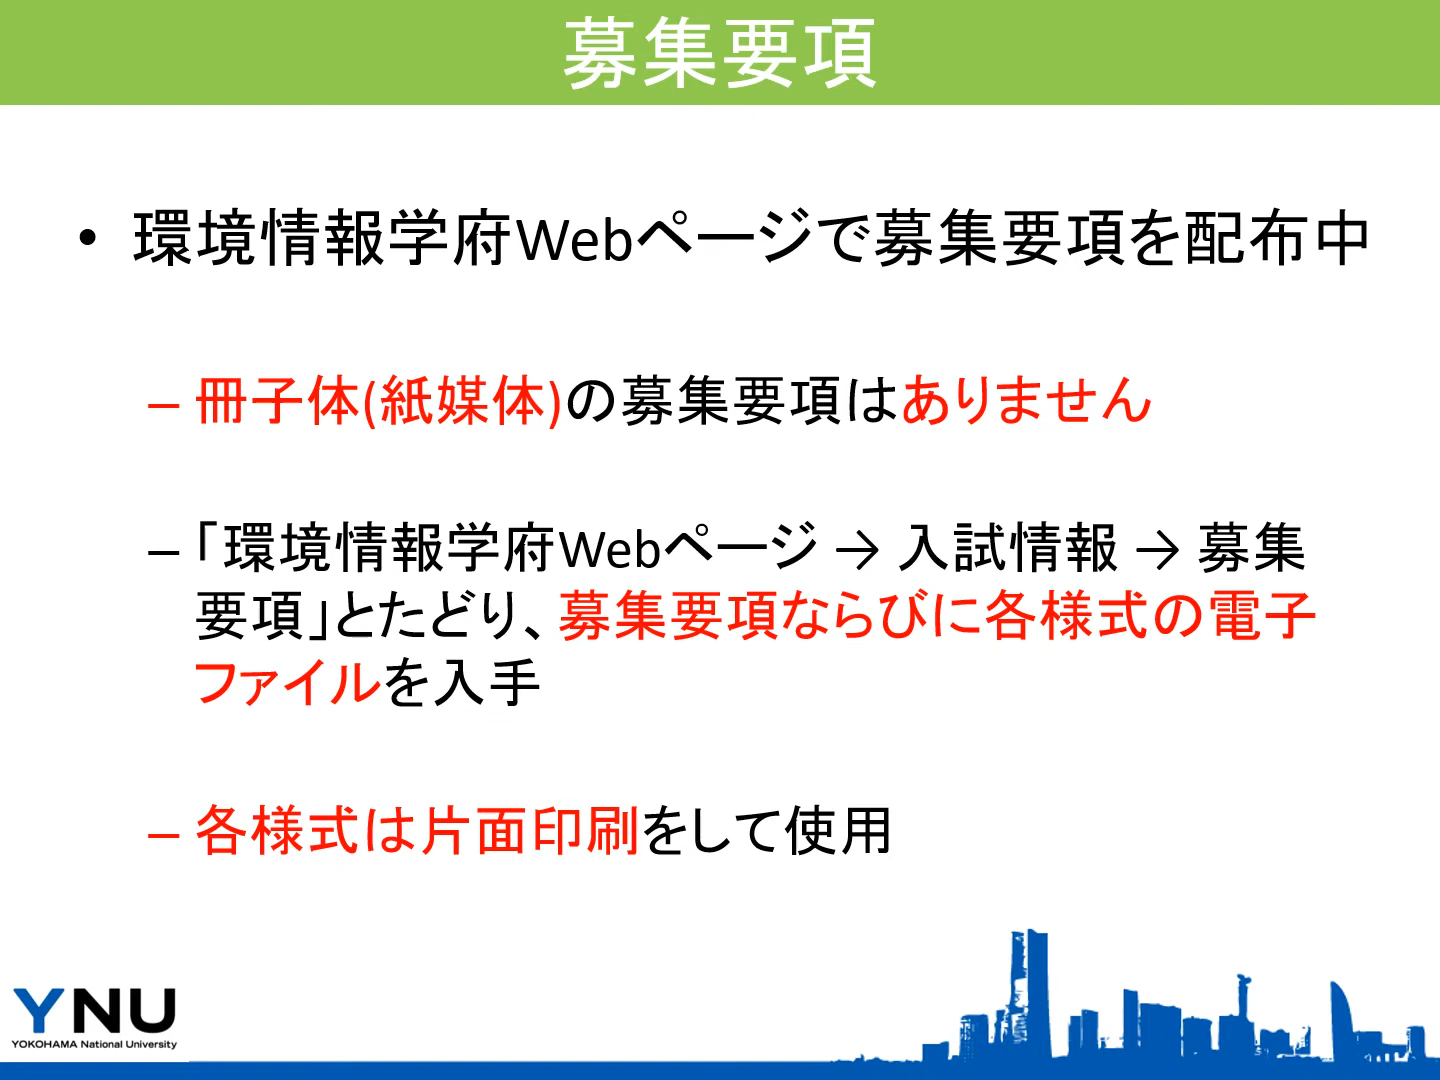 募集要項
• 環境情報学府Webページで募集要項を配布中
– 冊子体(紙媒体)の募集要項はありません
– 「環境情報学府Webページ → 入試情報 → 募集
要項」とたどり、募集要項ならびに各様式の電子
ファイルを入手
– 各様式は片面印刷をして使用
YNU
YOKOHAMA National University